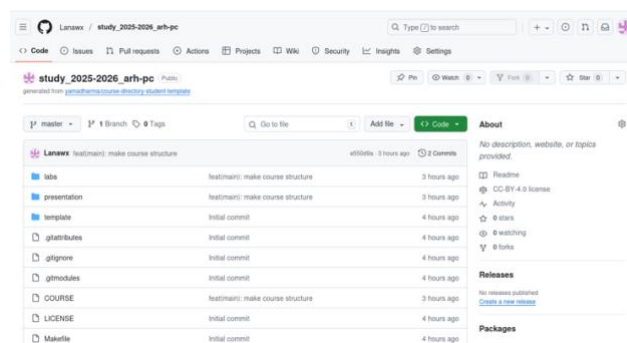 Lanawx / study_2025-2026_arh-pc
Type / to search
Code Issues Pull requests Actions Projects Wiki Security Insights Settings
study_2025-2026_arh-pc Public
Pin Watch 0 Fork 0 Star 0
generated from yamadharma/course-directory-student-template
master 1 Branch 0 Tags Go to file t Add file Code
About
No description, website, or topics
provided.
Lanawx feat(main): make course structure 3 hours ago 2 Commits
labs feat(main): make course structure 3 hours ago
Readme
presentation feat(main): make course structure 3 hours ago
CC-BY-4.0 license
Activity
template Initial commit 4 hours ago
0 stars
.gitattributes Initial commit 4 hours ago
0 watching
.gitignore Initial commit 4 hours ago
0 forks
.gitmodules Initial commit 4 hours ago
Releases
COURSE feat(main): make course structure 3 hours ago
No releases published
Create a new release
LICENSE Initial commit 4 hours ago
Packages
Makefile Initial commit 4 hours ago